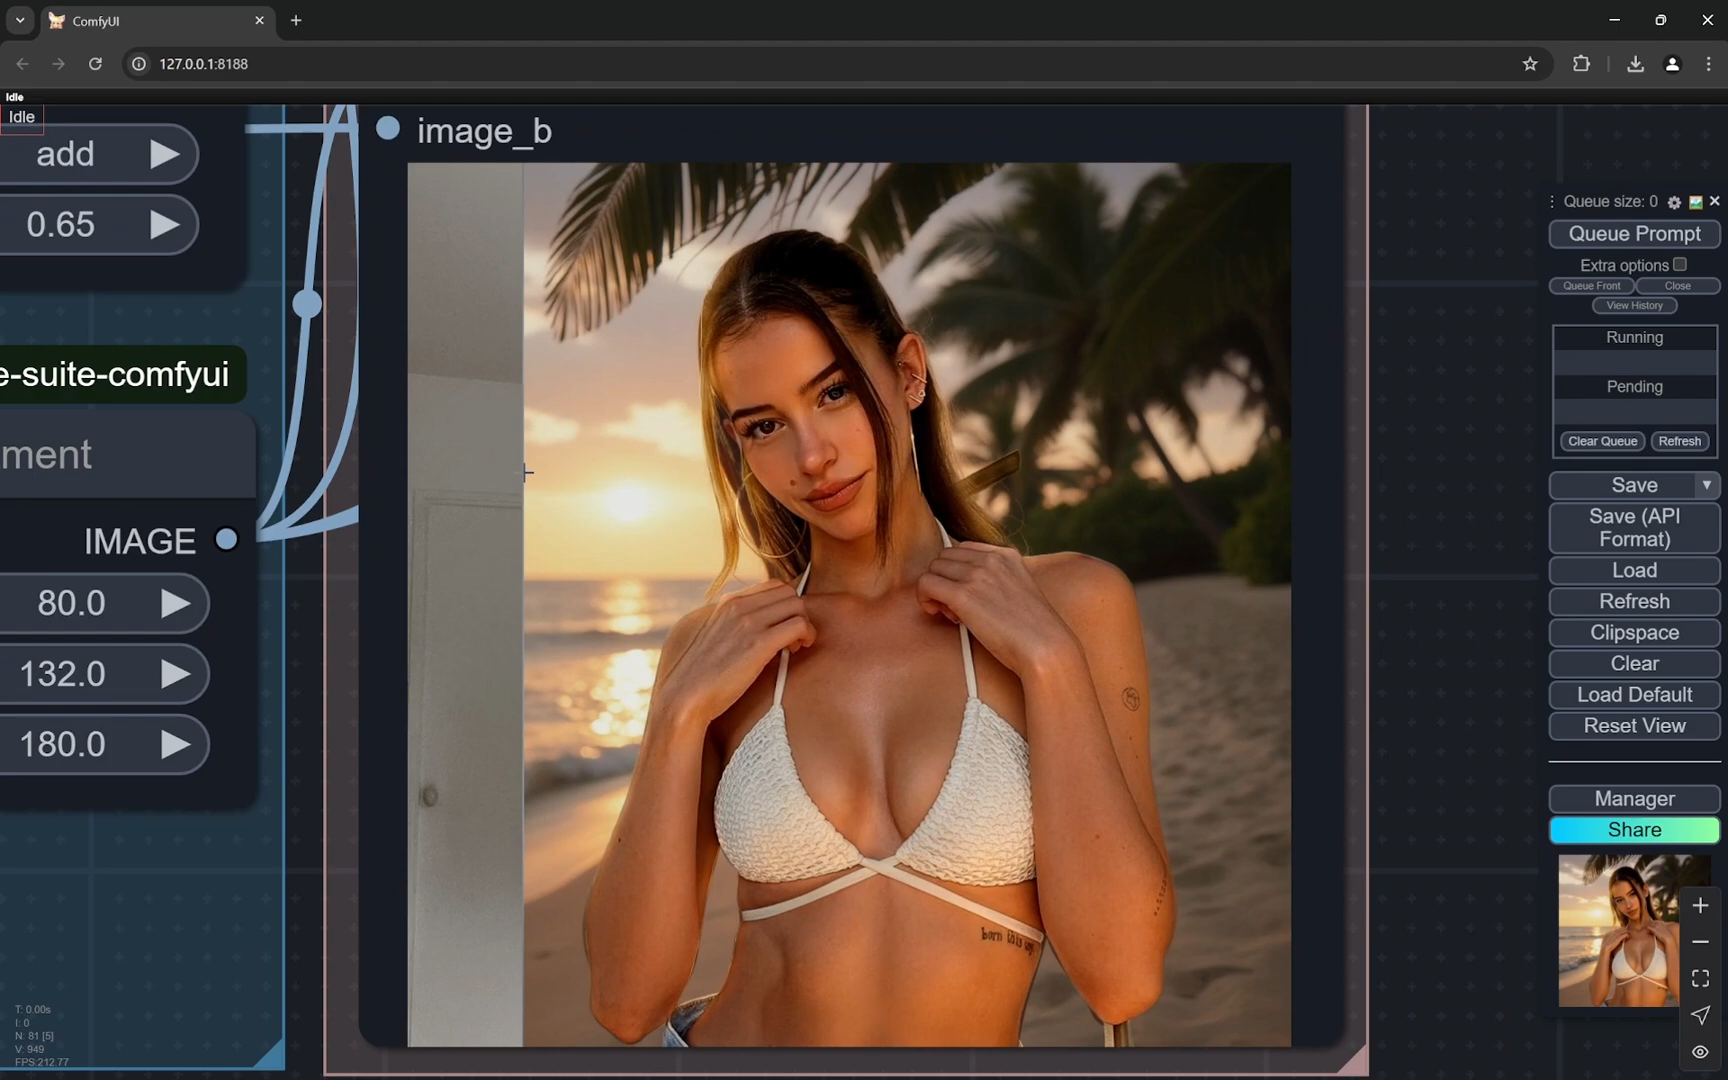 ComfyUI
127.0.0.1:8188
Idle
Idle
add
0.65
image_b
e-suite-comfyui
ment
IMAGE
80.0
132.0
180.0
T: 0.00s
I: 0
N: 81 [5]
V: 949
FPS:212.77
born this way
Queue size: 0
Queue Prompt
Extra options
Queue Front
Close
View History
Running
Pending
Clear Queue
Refresh
Save
Save (API
Format)
Load
Refresh
Clipspace
Clear
Load Default
Reset View
Manager
Share